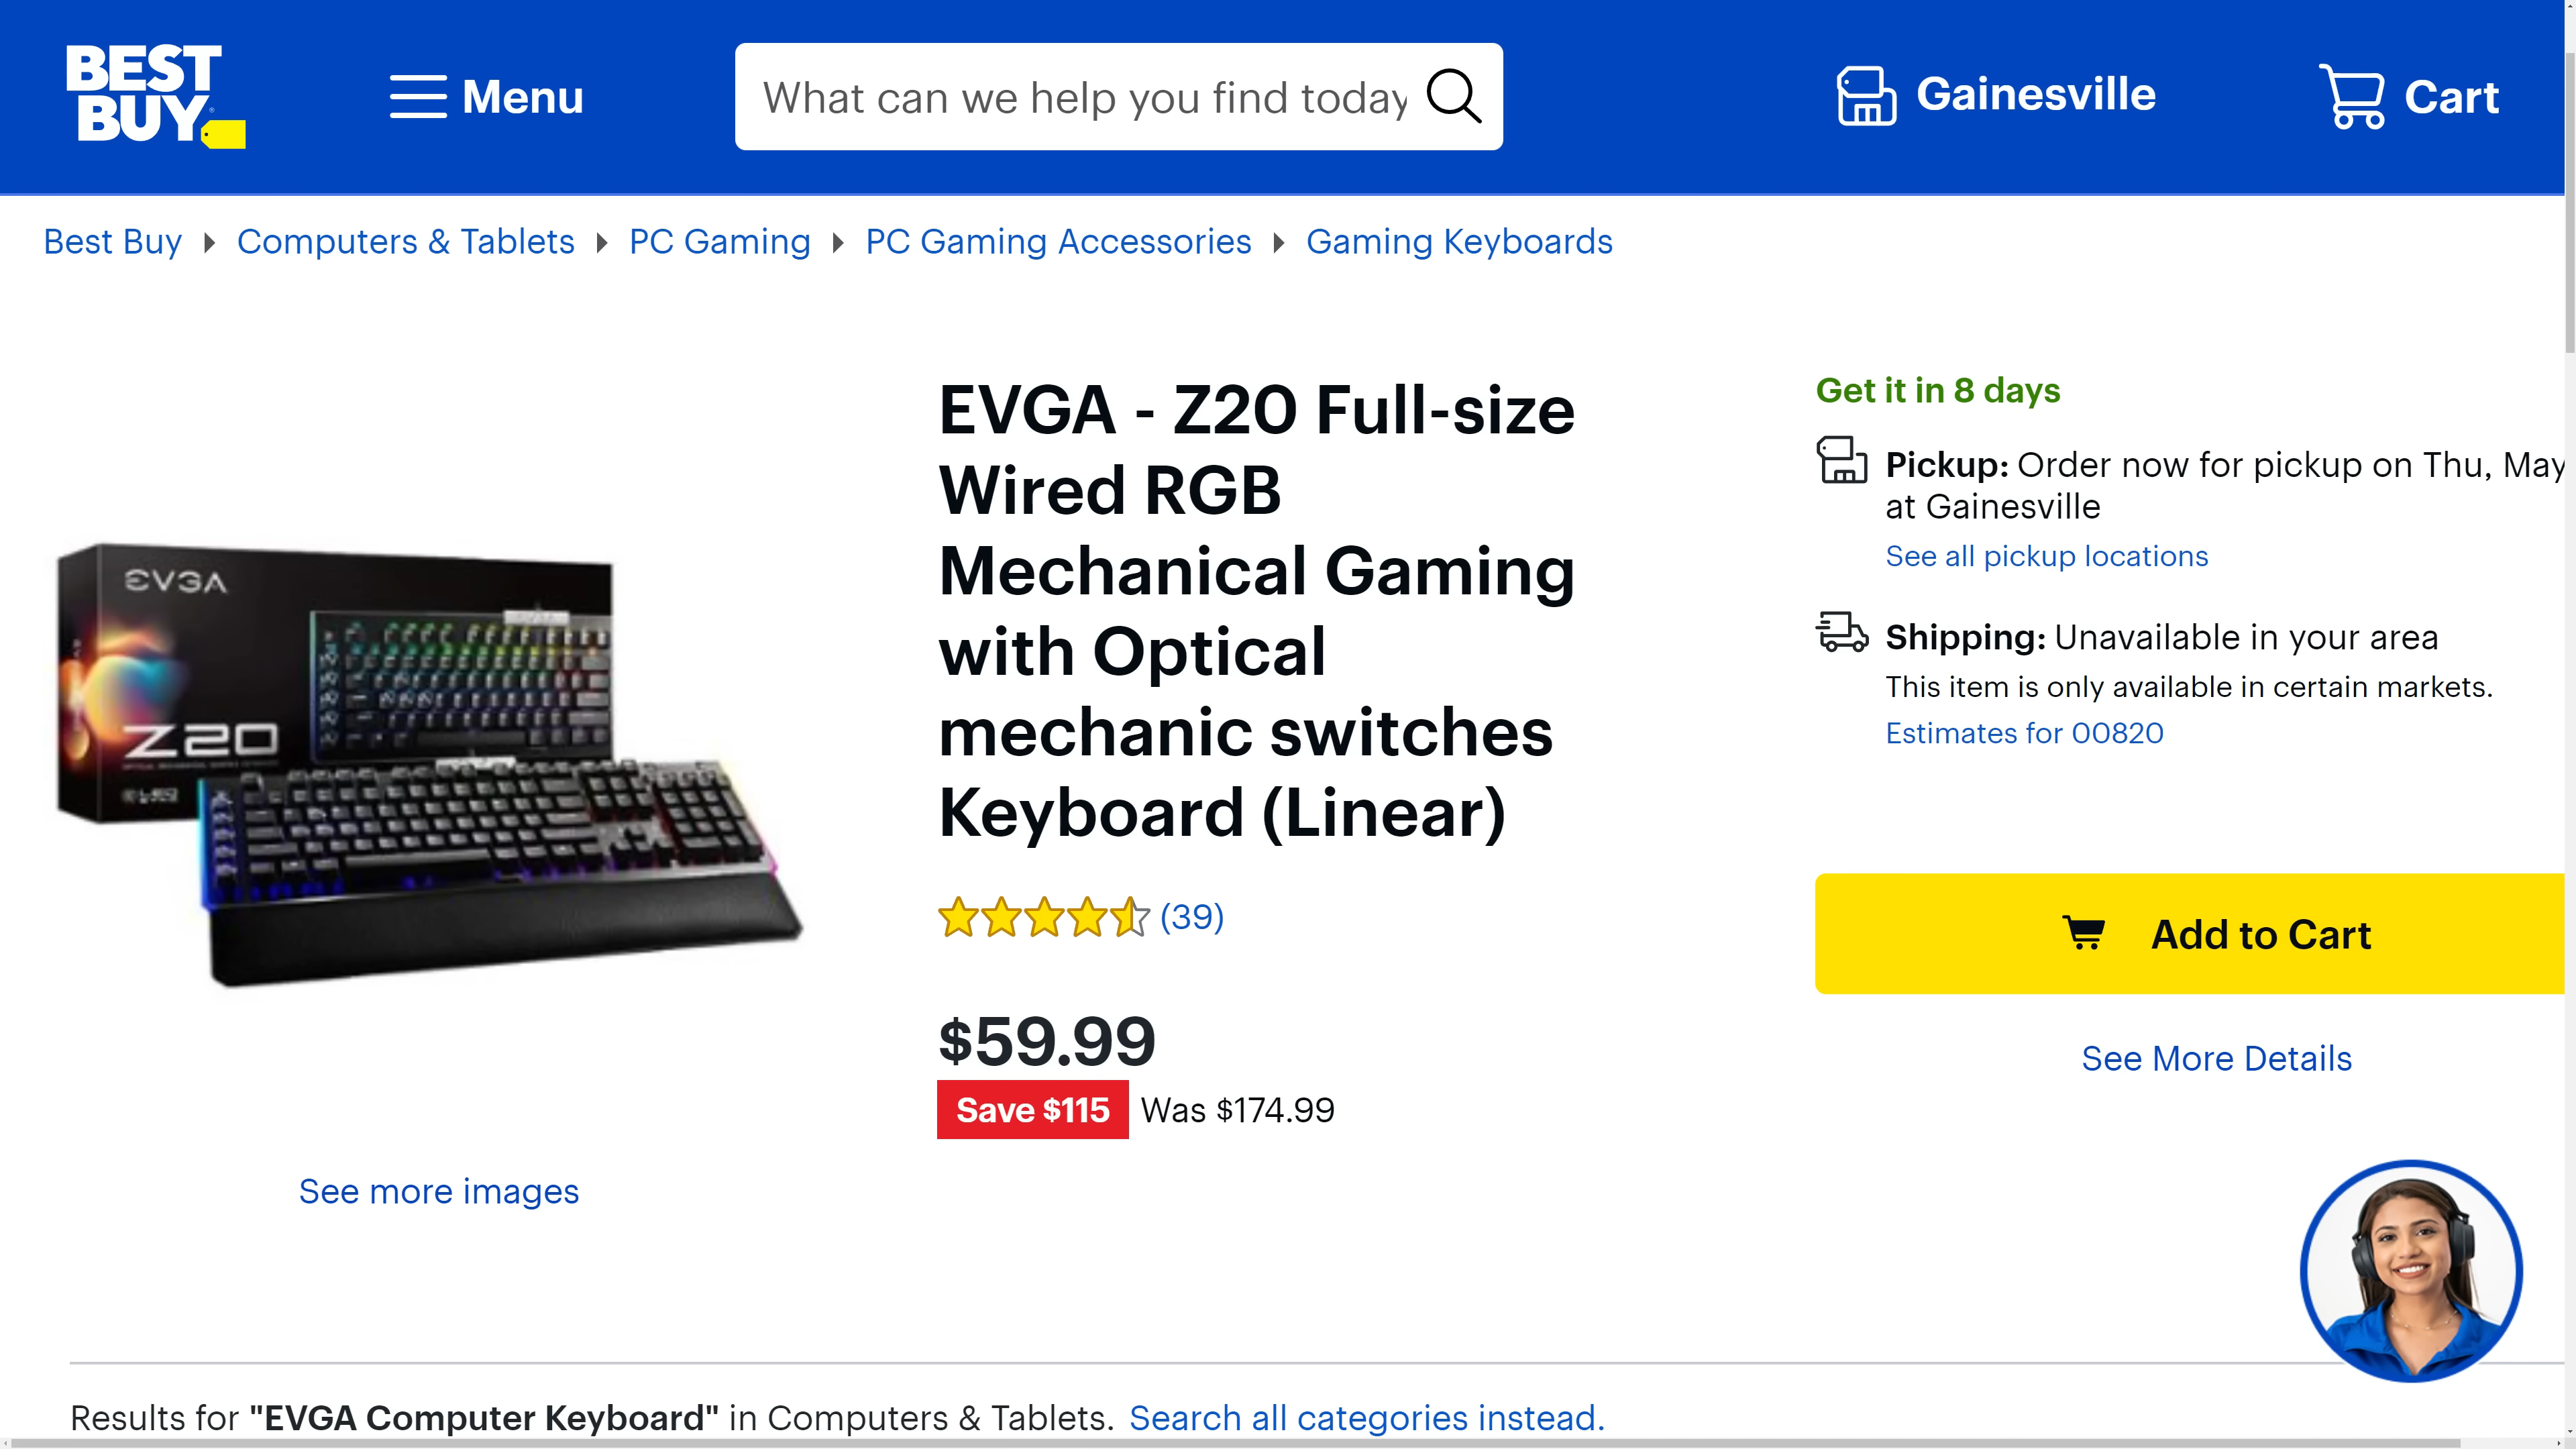 BEST
BUY
Menu
What can we help you find today
Gainesville
Cart
Best Buy
Computers & Tablets
PC Gaming
PC Gaming Accessories
Gaming Keyboards
EVGA
Z20
EVGA - Z20 Full-size
Wired RGB
Mechanical Gaming
with Optical
mechanic switches
Keyboard (Linear)
(39)
$59.99
Save $115 Was $174.99
See more images
Get it in 8 days
Pickup: Order now for pickup on Thu, May
at Gainesville
See all pickup locations
Shipping: Unavailable in your area
This item is only available in certain markets.
Estimates for 00820
Add to Cart
See More Details
Results for "EVGA Computer Keyboard" in Computers & Tablets. Search all categories instead.